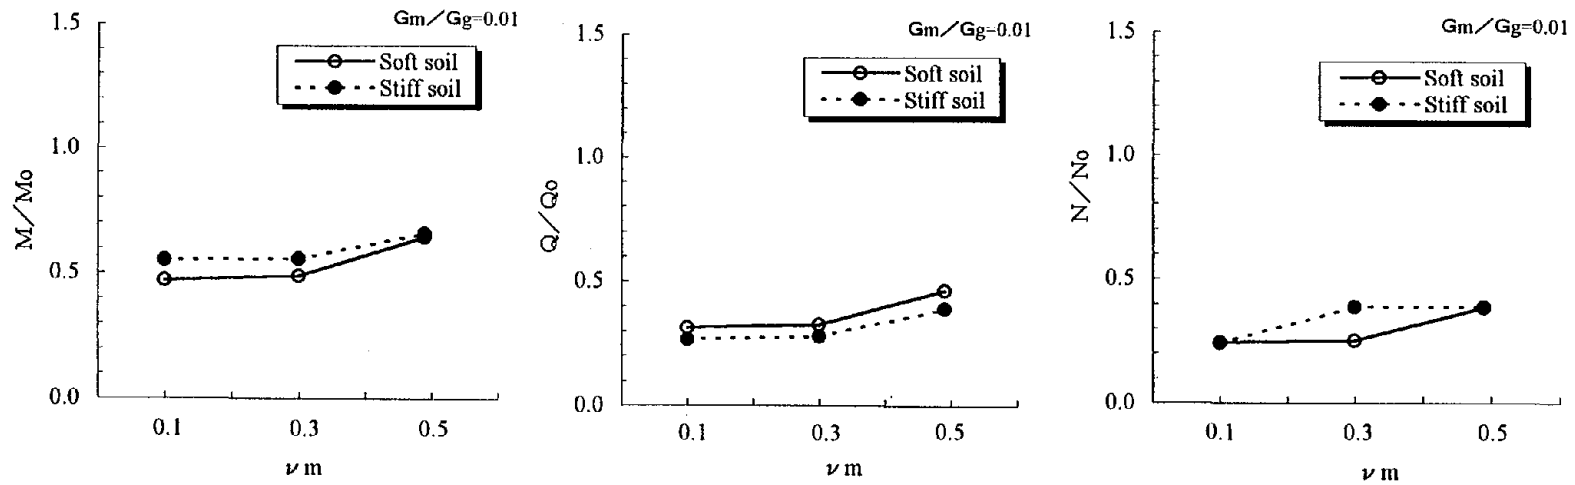 Gm/Gg=0.01
1.5
Soft soil
Stiff soil
1.0
M/Mo
0.5
0.0
0.1 0.3 0.5
ν m
Gm/Gg=0.01
1.5
Soft soil
Stiff soil
1.0
Q/Qo
0.5
0.0
0.1 0.3 0.5
ν m
Gm/Gg=0.01
1.5
Soft soil
Stiff soil
1.0
N/No
0.5
0.0
0.1 0.3 0.5
ν m